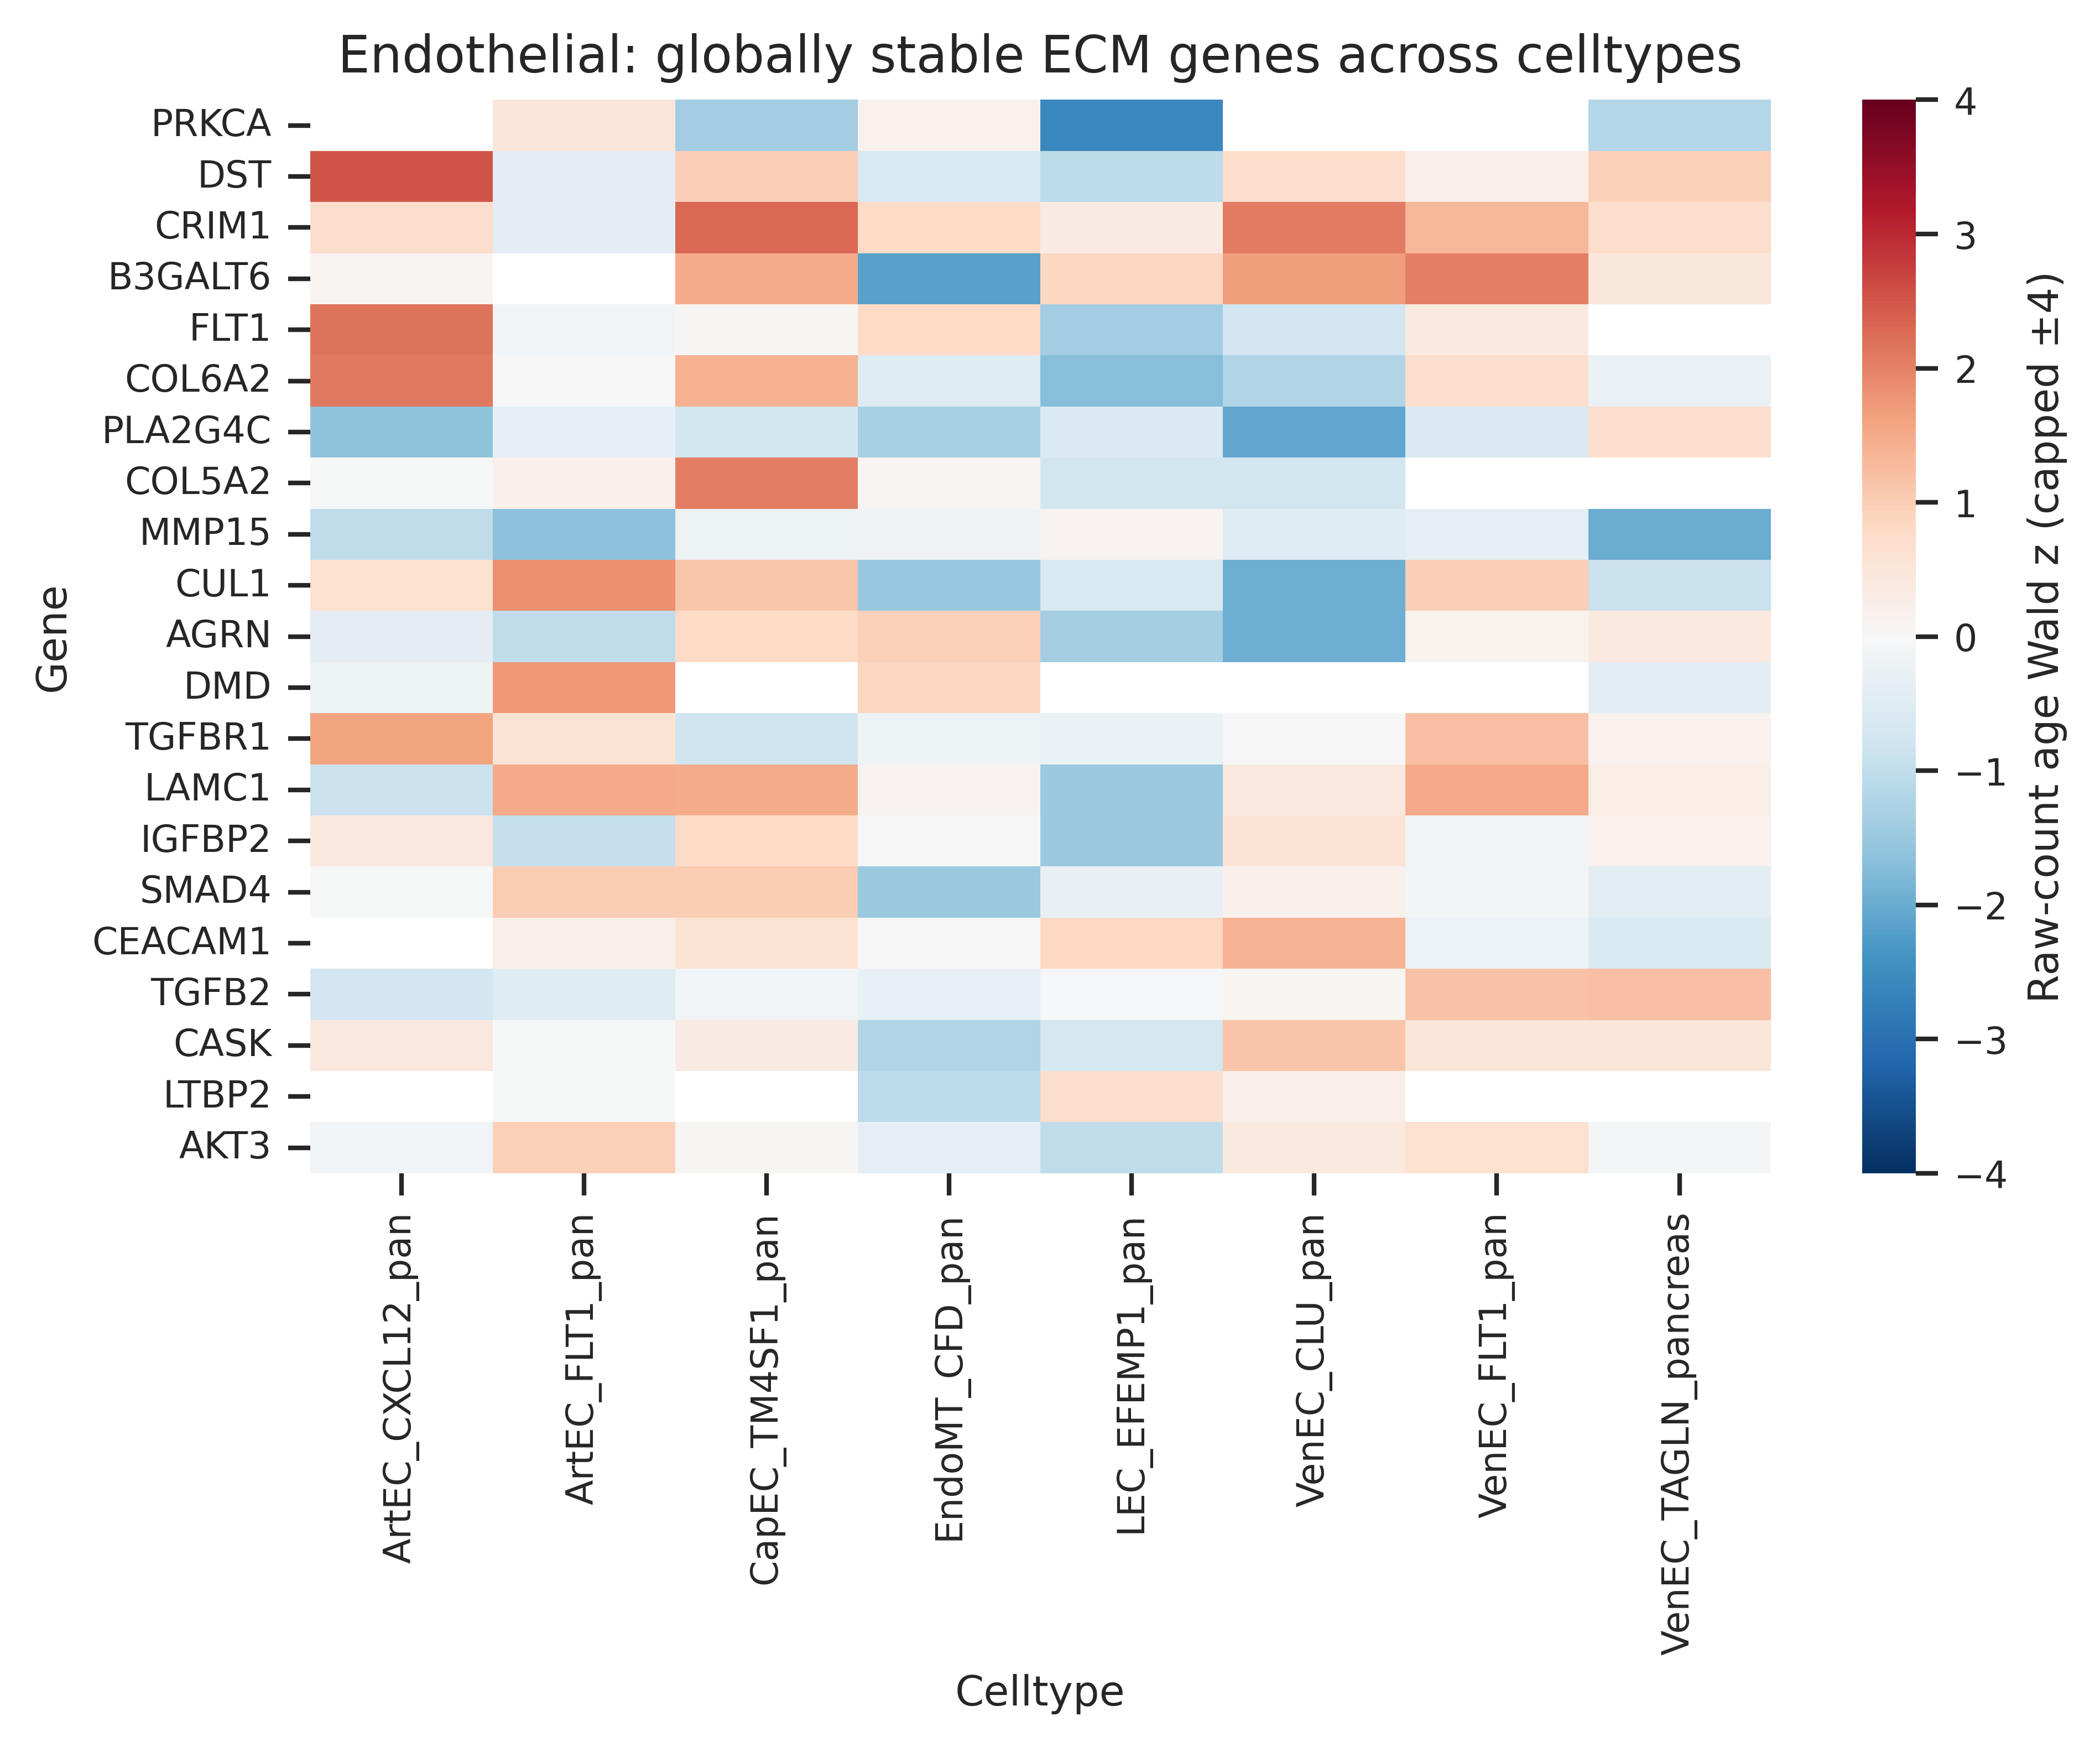 Endothelial: globally stable ECM genes across celltypes
Gene
PRKCA
DST
CRIM1
B3GALT6
FLT1
COL6A2
PLA2G4C
COL5A2
MMP15
CUL1
AGRN
DMD
TGFBR1
LAMC1
IGFBP2
SMAD4
CEACAM1
TGFB2
CASK
LTBP2
AKT3
ArtEC_CXCL12_pan
ArtEC_FLT1_pan
CapEC_TM4SF1_pan
EndoMT_CFD_pan
LEC_EFEMP1_pan
VenEC_CLU_pan
VenEC_FLT1_pan
VenEC_TAGLN_pancreas
Celltype
4
3
2
1
0
−1
−2
−3
−4
Raw-count age Wald z (capped ±4)